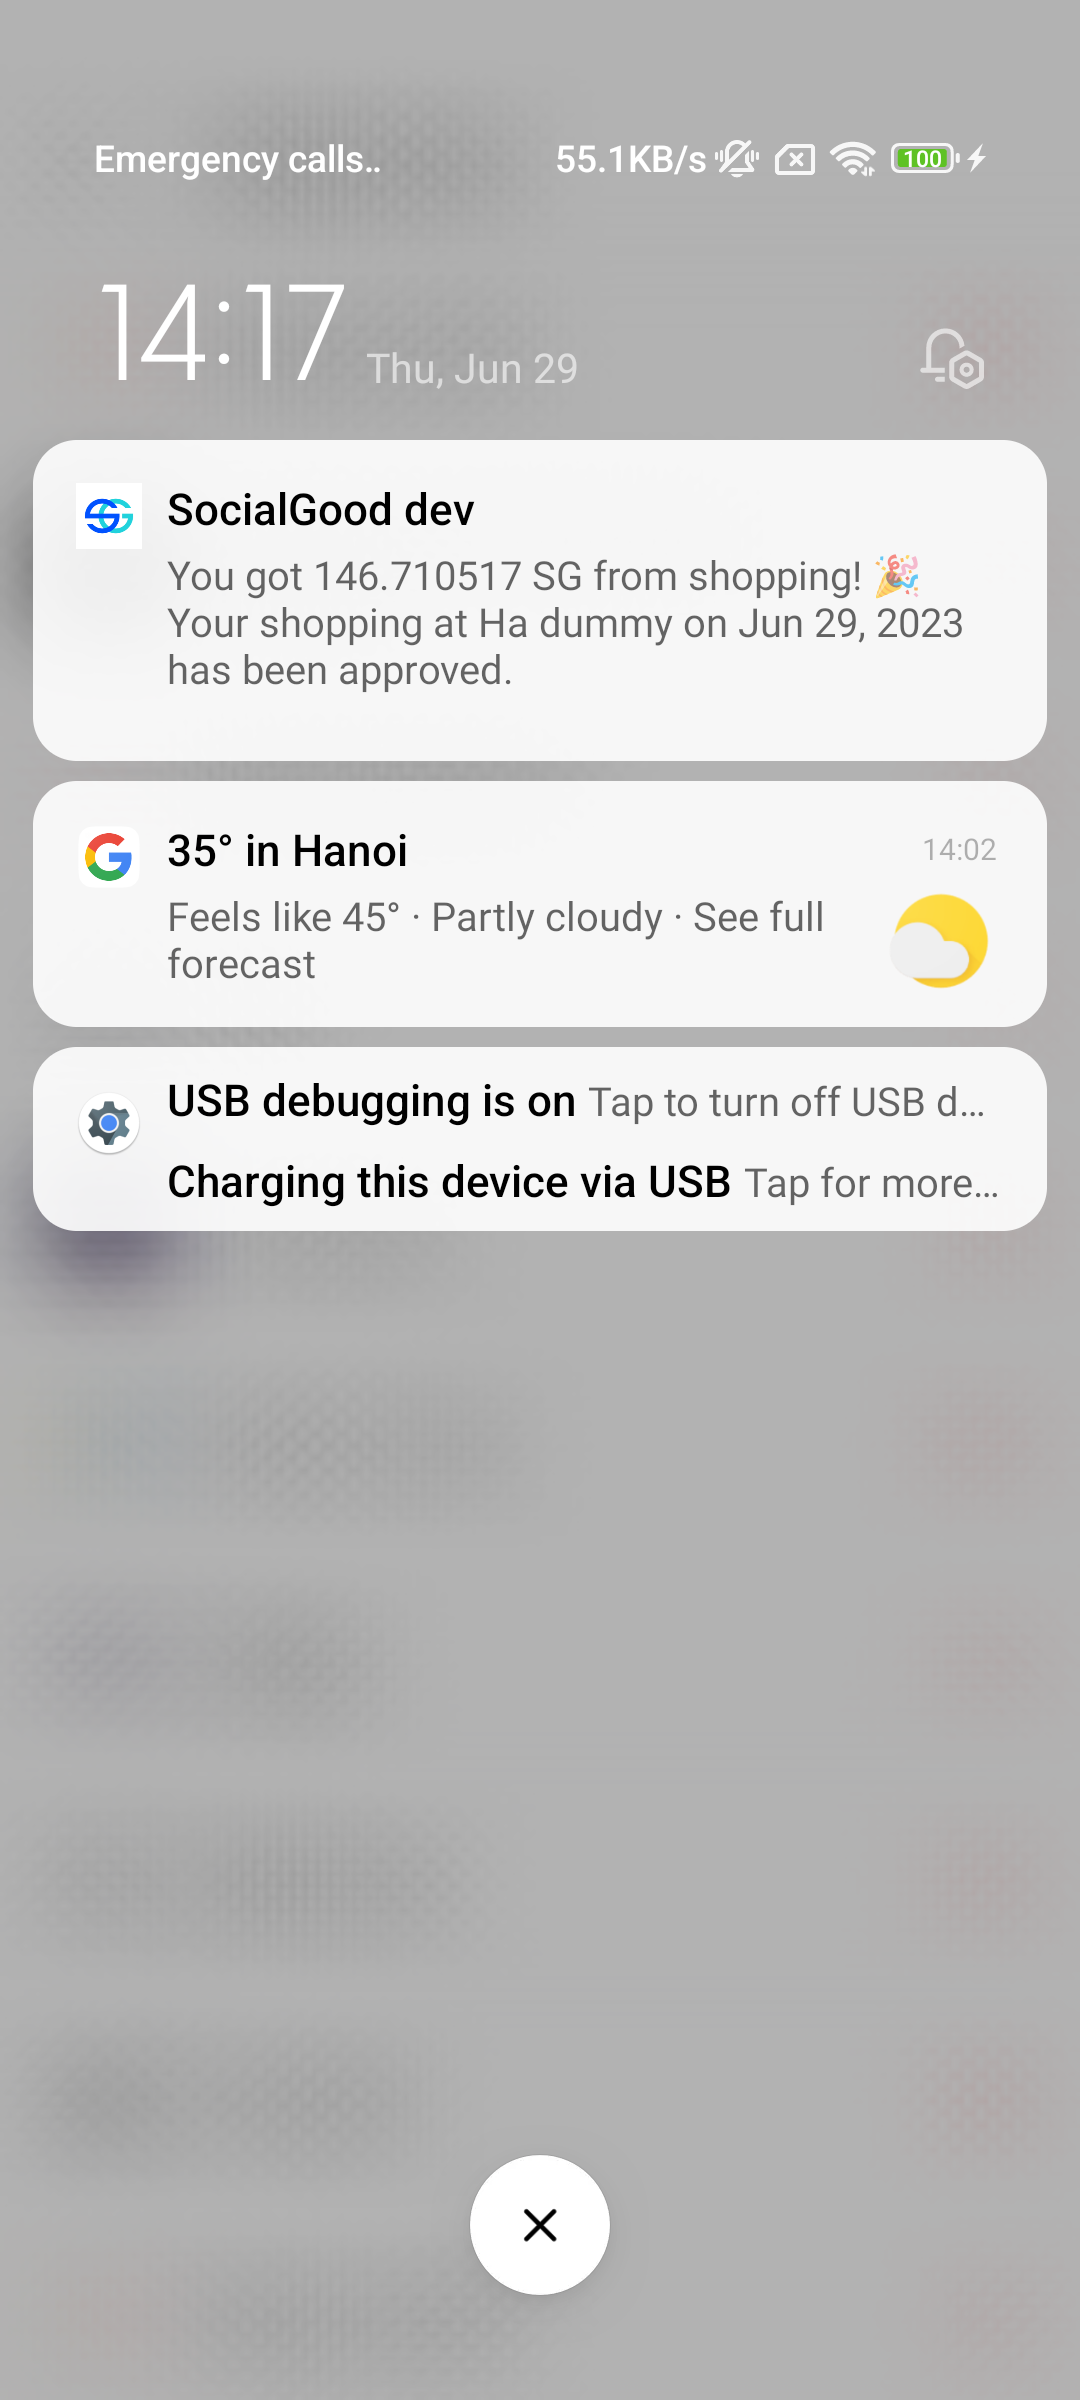 Emergency calls.. 55.1KB/s 100
14:17 Thu, Jun 29
SocialGood dev
You got 146.710517 SG from shopping! 🎉
Your shopping at Ha dummy on Jun 29, 2023
has been approved.
35° in Hanoi 14:02
Feels like 45° · Partly cloudy · See full
forecast
USB debugging is on Tap to turn off USB d...
Charging this device via USB Tap for more...